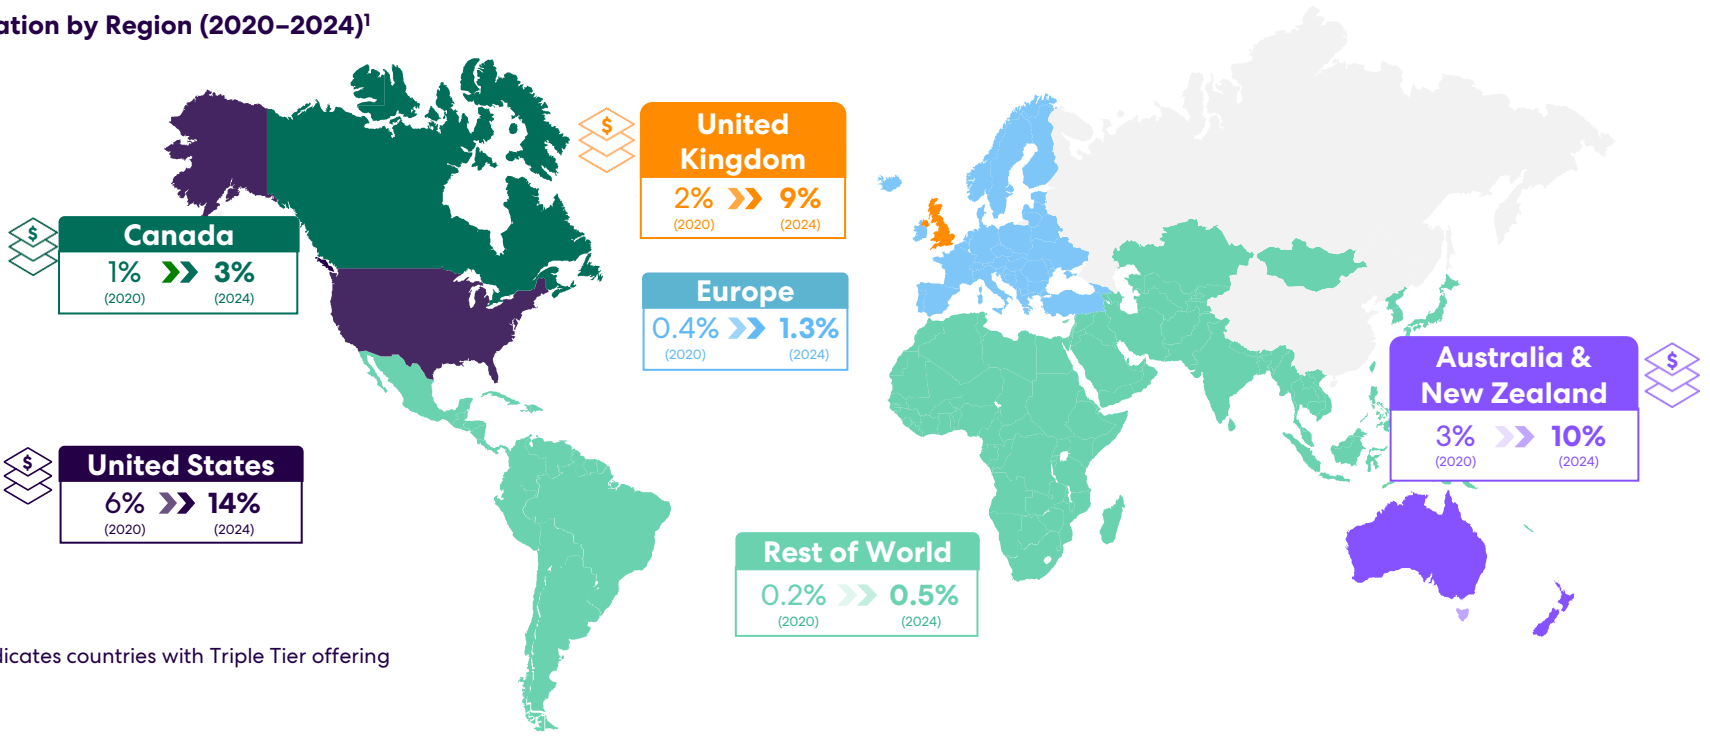 ation by Region (2020–2024)¹
United
Kingdom
2% 9%
(2020) (2024)
$
Canada
1% 3%
(2020) (2024)
$
Europe
0.4% 1.3%
(2020) (2024)
Australia &
New Zealand
3% 10%
(2020) (2024)
$
United States
6% 14%
(2020) (2024)
$
Rest of World
0.2% 0.5%
(2020) (2024)
dicates countries with Triple Tier offering